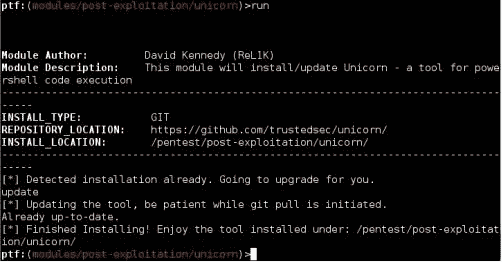 ptf:(modules/post-exploitation/unicorn)>run
Module Author: David Kennedy (ReL1K)
Module Description: This module will install/update Unicorn - a tool for powe
rshell code execution
-------------------------------------------------------------------------------
-----
INSTALL_TYPE: GIT
REPOSITORY_LOCATION: https://github.com/trustedsec/unicorn/
INSTALL_LOCATION: /pentest/post-exploitation/unicorn/
-------------------------------------------------------------------------------
-----
[*] Detected installation already. Going to upgrade for you.
update
[*] Updating the tool, be patient while git pull is initiated.
Already up-to-date.
[*] Finished Installing! Enjoy the tool installed under: /pentest/post-exploitat
ion/unicorn/
ptf:(modules/post-exploitation/unicorn)>